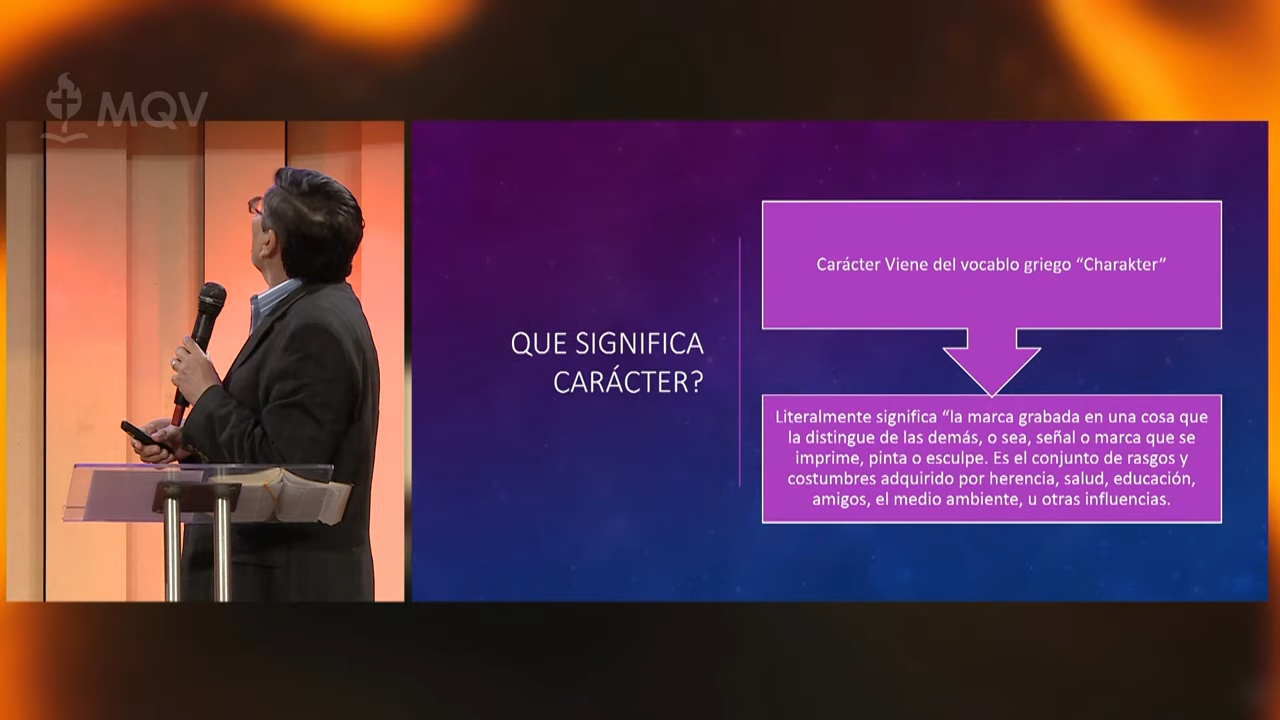 MQV
QUE SIGNIFICA
CARÁCTER?
Carácter Viene del vocablo griego “Charakter”
Literalmente significa “la marca grabada en una cosa que
la distingue de las demás, o sea, señal o marca que se
imprime, pinta o esculpe. Es el conjunto de rasgos y
costumbres adquirido por herencia, salud, educación,
amigos, el medio ambiente, u otras influencias.